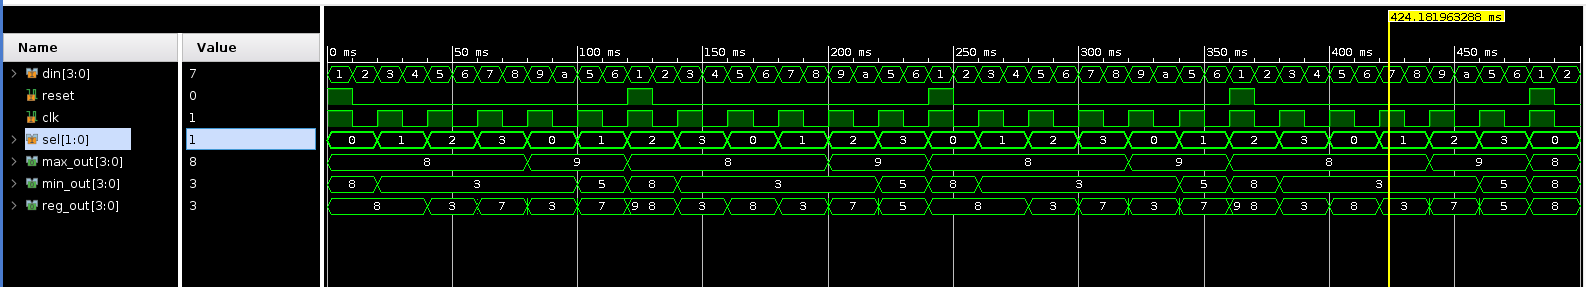 424.181963288 ms
Name Value 0 ms 50 ms 100 ms 150 ms 200 ms 250 ms 300 ms 350 ms 400 ms 450 ms
din[3:0] 7 1 2 3 4 5 6 7 8 9 a 5 6 1 2 3 4 5 6 7 8 9 a 5 6 1 2 3 4 5 6 7 8 9 a 5 6 1 2 3 4 5 6 7 8 9 a 5 6 1 2
reset 0
clk 1
sel[1:0] 1 0 1 2 3 0 1 2 3 0 1 2 3 0 1 2 3 0 1 2 3 0 1 2 3 0
max_out[3:0] 8 8 9 8 9 8 9 8 9 8
min_out[3:0] 3 8 3 5 8 3 5 8 3 5 8 3 5 8
reg_out[3:0] 3 8 3 7 3 7 9 8 3 8 3 7 5 8 3 7 3 7 9 8 3 8 3 7 5 8